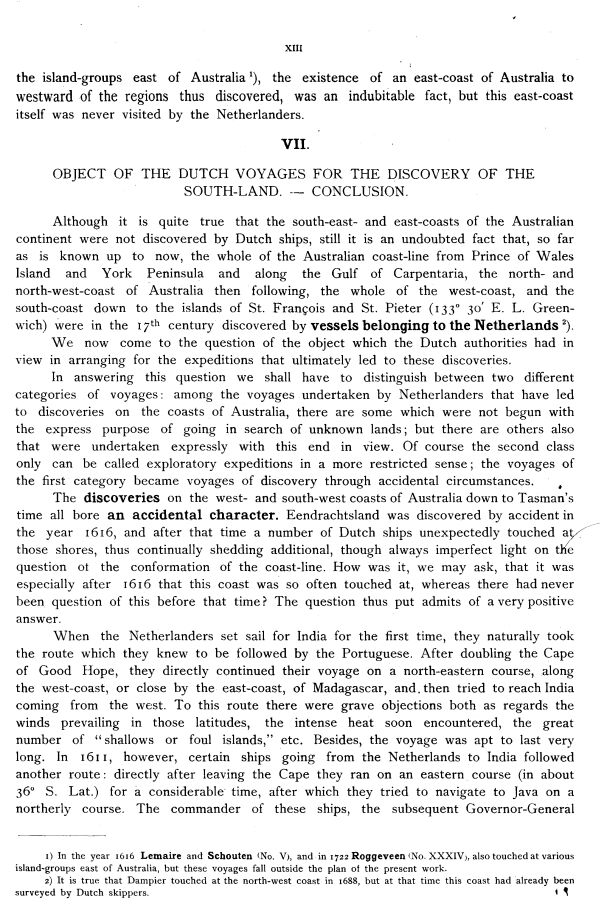 XIII
the island-groups east of Australia ¹), the existence of an east-coast of Australia to
westward of the regions thus discovered, was an indubitable fact, but this east-coast
itself was never visited by the Netherlanders.
VII.
OBJECT OF THE DUTCH VOYAGES FOR THE DISCOVERY OF THE
SOUTH-LAND. — CONCLUSION.
Although it is quite true that the south-east- and east-coasts of the Australian
continent were not discovered by Dutch ships, still it is an undoubted fact that, so far
as is known up to now, the whole of the Australian coast-line from Prince of Wales
Island and York Peninsula and along the Gulf of Carpentaria, the north- and
north-west-coast of Australia then following, the whole of the west-coast, and the
south-coast down to the islands of St. François and St. Pieter (133° 30′ E. L. Green-
wich) were in the 17th century discovered by vessels belonging to the Netherlands ²).
We now come to the question of the object which the Dutch authorities had in
view in arranging for the expeditions that ultimately led to these discoveries.
In answering this question we shall have to distinguish between two different
categories of voyages: among the voyages undertaken by Netherlanders that have led
to discoveries on the coasts of Australia, there are some which were not begun with
the express purpose of going in search of unknown lands; but there are others also
that were undertaken expressly with this end in view. Of course the second class
only can be called exploratory expeditions in a more restricted sense; the voyages of
the first category became voyages of discovery through accidental circumstances.
The discoveries on the west- and south-west coasts of Australia down to Tasman's
time all bore an accidental character. Eendrachtsland was discovered by accident in
the year 1616, and after that time a number of Dutch ships unexpectedly touched at
those shores, thus continually shedding additional, though always imperfect light on the
question ot the conformation of the coast-line. How was it, we may ask, that it was
especially after 1616 that this coast was so often touched at, whereas there had never
been question of this before that time? The question thus put admits of a very positive
answer.
When the Netherlanders set sail for India for the first time, they naturally took
the route which they knew to be followed by the Portuguese. After doubling the Cape
of Good Hope, they directly continued their voyage on a north-eastern course, along
the west-coast, or close by the east-coast, of Madagascar, and then tried to reach India
coming from the west. To this route there were grave objections both as regards the
winds prevailing in those latitudes, the intense heat soon encountered, the great
number of "shallows or foul islands," etc. Besides, the voyage was apt to last very
long. In 1611, however, certain ships going from the Netherlands to India followed
another route: directly after leaving the Cape they ran on an eastern course (in about
36° S. Lat.) for a considerable time, after which they tried to navigate to Java on a
northerly course. The commander of these ships, the subsequent Governor-General
1) In the year 1616 Lemaire and Schouten (No. V), and in 1722 Roggeveen (No. XXXIV), also touched at various
island-groups east of Australia, but these voyages fall outside the plan of the present work.
2) It is true that Dampier touched at the north-west coast in 1688, but at that time this coast had already been
surveyed by Dutch skippers.